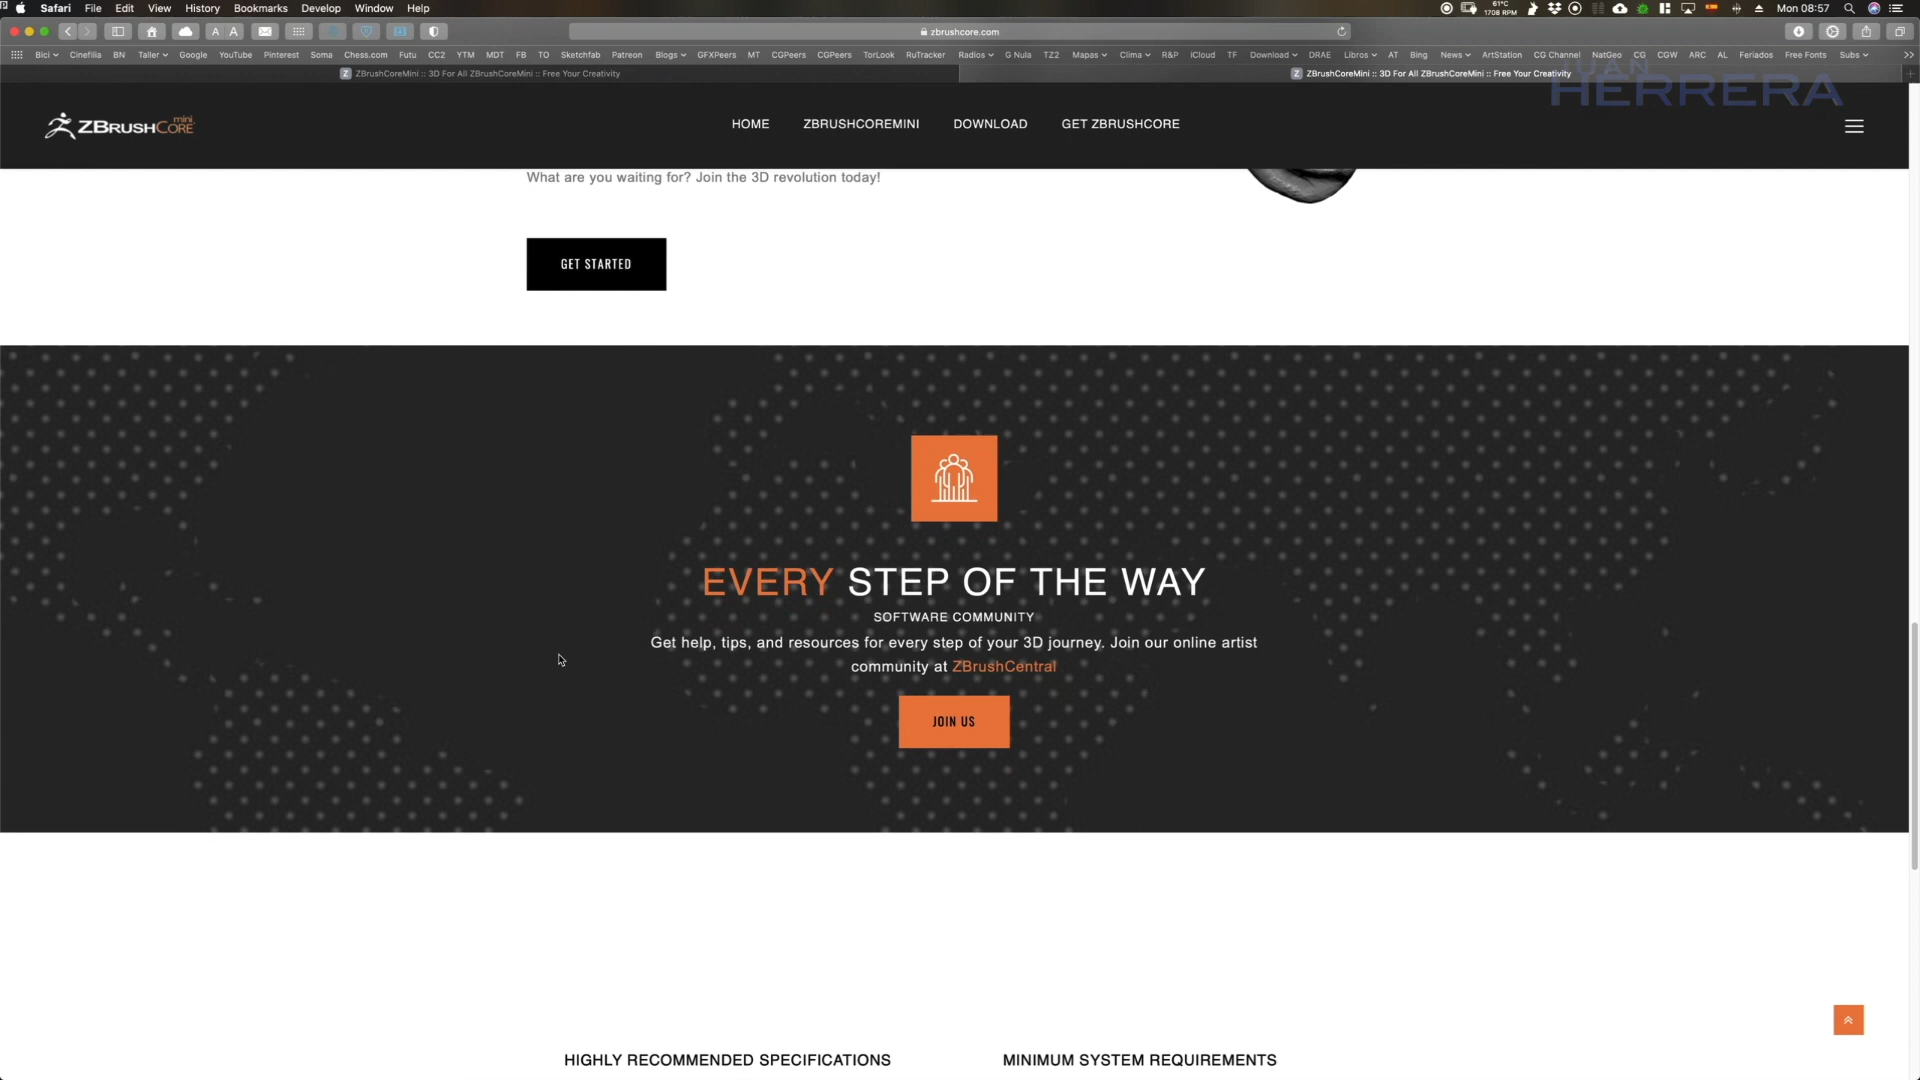 Safari File Edit View History Bookmarks Develop Window Help
61°C
1708 RPM
Mon 08:57
A A
zbrushcore.com
Bici Cinefilia BN Taller Google YouTube Pinterest Soma Chess.com Futu CC2 YTM MDT FB TO Sketchfab Patreon Blogs GFXPeers MT CGPeers CGPeers TorLook RuTracker Radios G Nula TZ2 Mapas Clima R&P iCloud TF Download DRAE Libros AT Bing News ArtStation CG Channel NatGeo CG CGW ARC AL Feriados Free Fonts Subs
Z ZBrushCoreMini :: 3D For All ZBrushCoreMini :: Free Your Creativity
Z ZBrushCoreMini :: 3D For All ZBrushCoreMini :: Free Your Creativity
JUAN
HERRERA
ZBRUSHCORE mini
HOME ZBRUSHCOREMINI DOWNLOAD GET ZBRUSHCORE
What are you waiting for? Join the 3D revolution today!
GET STARTED
EVERY STEP OF THE WAY
SOFTWARE COMMUNITY
Get help, tips, and resources for every step of your 3D journey. Join our online artist
community at ZBrushCentral
JOIN US
HIGHLY RECOMMENDED SPECIFICATIONS
MINIMUM SYSTEM REQUIREMENTS